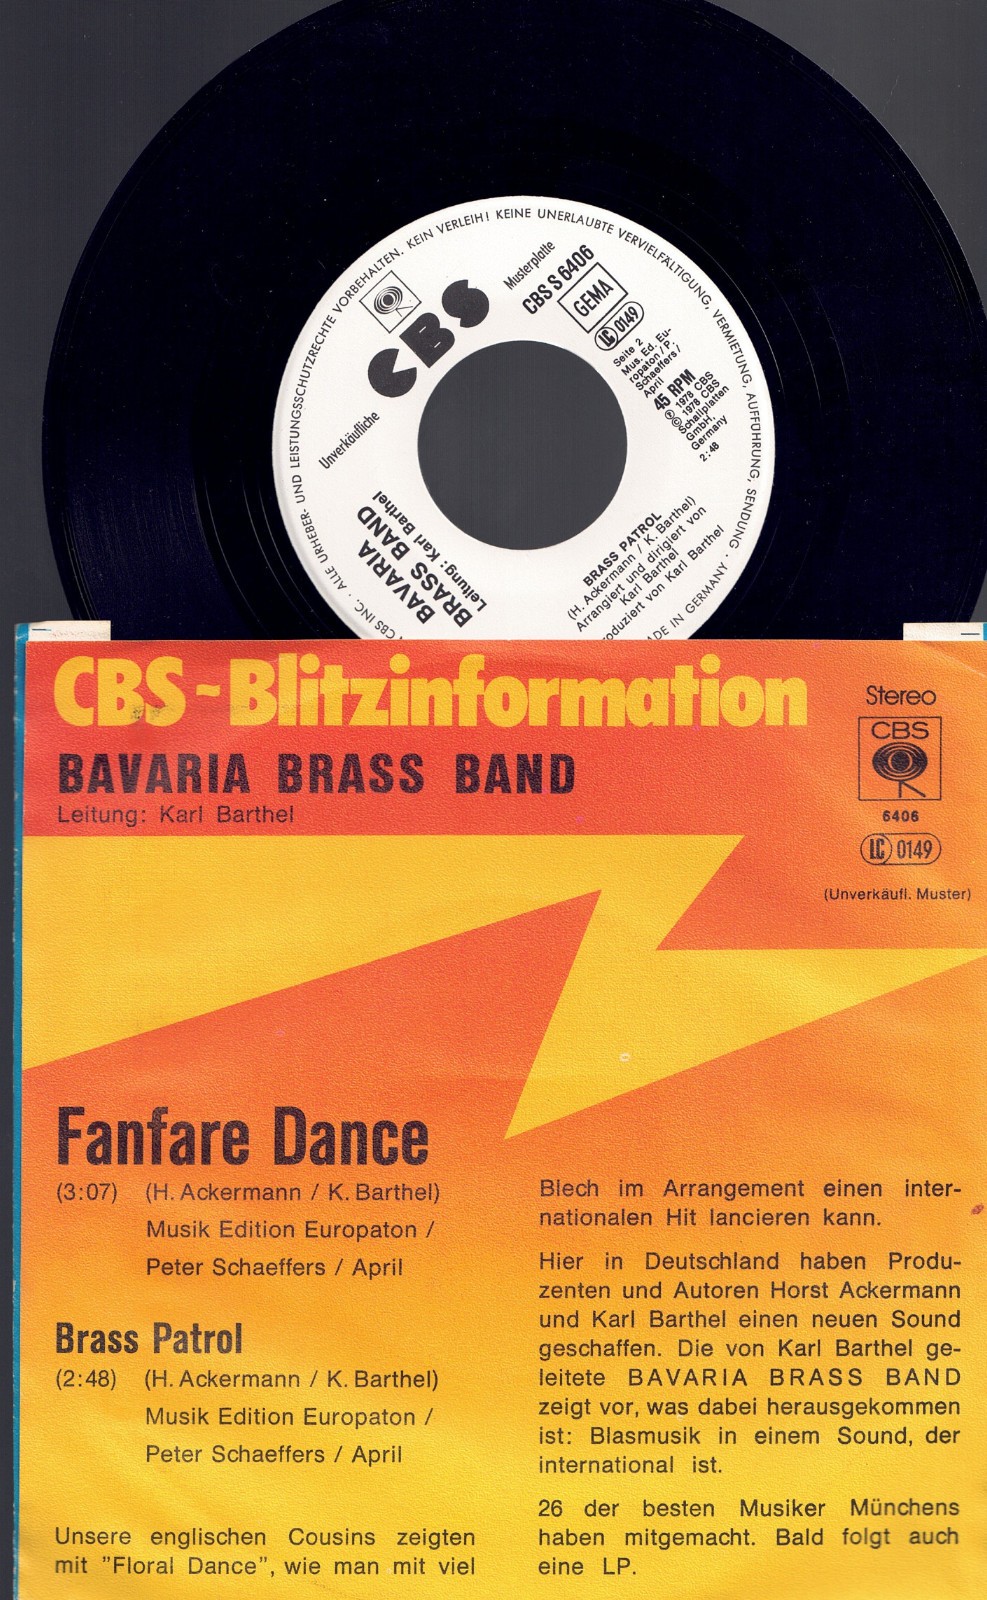 ALLE URHEBER- UND LEISTUNGSSCHUTZRECHTE VORBEHALTEN. KEIN VERLEIH! KEINE UNERLAUBTE VERVIELFÄLTIGUNG, VERMIETUNG, AUFFÜHRUNG, SENDUNG ·
CBS
Unverkäufliche
Musterplatte
CBS S 6406
GEMA
LC 0149
Seite 2
Mus. Ed. Eu-
ropaton / P.
Schaeffers /
April
45 RPM
Ⓟ 1978 CBS
© 1978 CBS
Schallplatten
GmbH.
Germany
2:48
BAVARIA
BRASS BAND
Leitung: Karl Barthel
BRASS PATROL
(H. Ackermann / K. Barthel)
Arrangiert und dirigiert von
Karl Barthel
oduziert von Karl Barthel
ADE IN GERMANY ·
CBS INC. ·
CBS-Blitzinformation
BAVARIA BRASS BAND
Leitung: Karl Barthel
Stereo
CBS
6406
LC 0149
(Unverkäufl. Muster)
Fanfare Dance
(3:07) (H. Ackermann / K. Barthel)
Musik Edition Europaton /
Peter Schaeffers / April
Brass Patrol
(2:48) (H. Ackermann / K. Barthel)
Musik Edition Europaton /
Peter Schaeffers / April
Unsere englischen Cousins zeigten
mit "Floral Dance", wie man mit viel
Blech im Arrangement einen inter-
nationalen Hit lancieren kann.
Hier in Deutschland haben Produ-
zenten und Autoren Horst Ackermann
und Karl Barthel einen neuen Sound
geschaffen. Die von Karl Barthel ge-
leitete BAVARIA BRASS BAND
zeigt vor, was dabei herausgekommen
ist: Blasmusik in einem Sound, der
international ist.
26 der besten Musiker Münchens
haben mitgemacht. Bald folgt auch
eine LP.